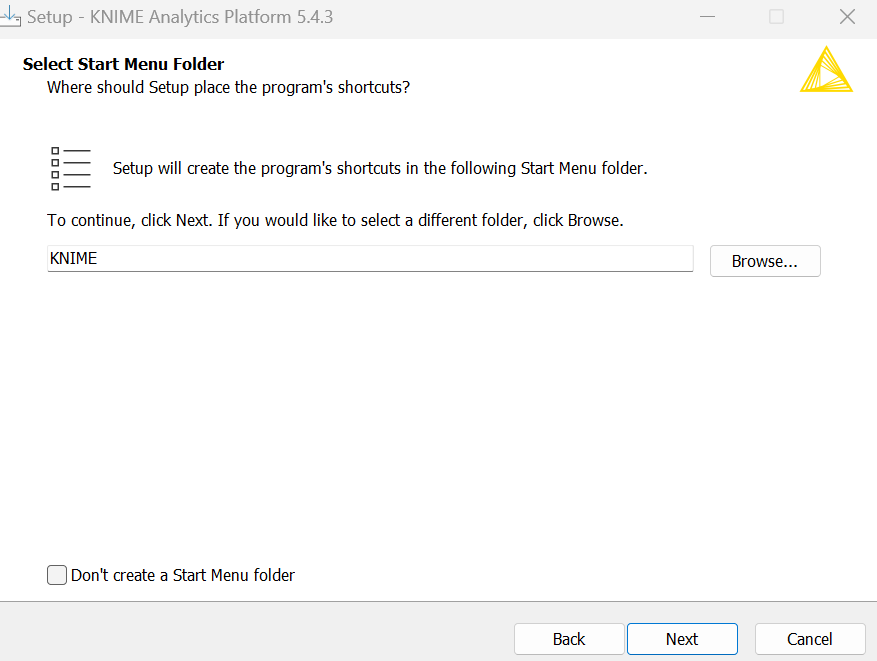 Setup - KNIME Analytics Platform 5.4.3
Select Start Menu Folder
Where should Setup place the program's shortcuts?
Setup will create the program's shortcuts in the following Start Menu folder.
To continue, click Next. If you would like to select a different folder, click Browse.
KNIME
Browse...
Don't create a Start Menu folder
Back
Next
Cancel